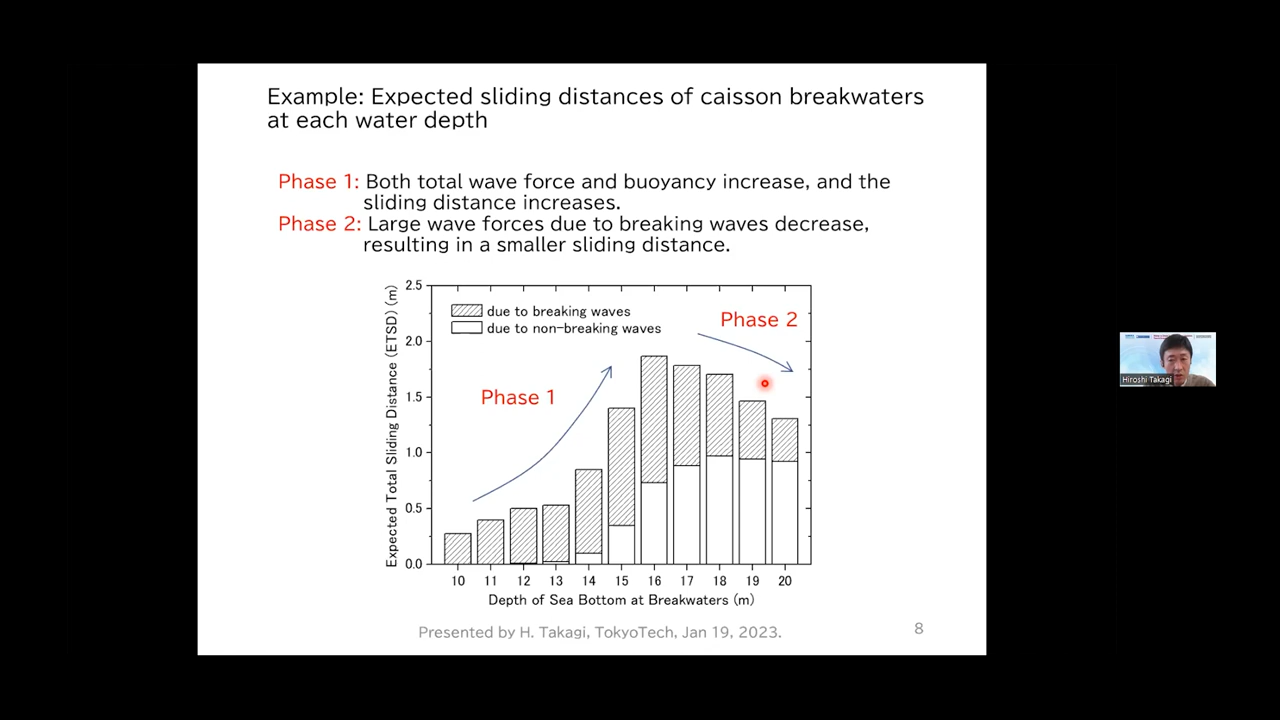 Example: Expected sliding distances of caisson breakwaters
at each water depth
Phase 1: Both total wave force and buoyancy increase, and the
sliding distance increases.
Phase 2: Large wave forces due to breaking waves decrease,
resulting in a smaller sliding distance.
Expected Total Sliding Distance (ETSD) (m)
2.5
2.0
1.5
1.0
0.5
0.0
due to breaking waves
due to non-breaking waves
Phase 1
Phase 2
10 11 12 13 14 15 16 17 18 19 20
Depth of Sea Bottom at Breakwaters (m)
Presented by H. Takagi, TokyoTech, Jan 19, 2023.
8
Hiroshi Takagi